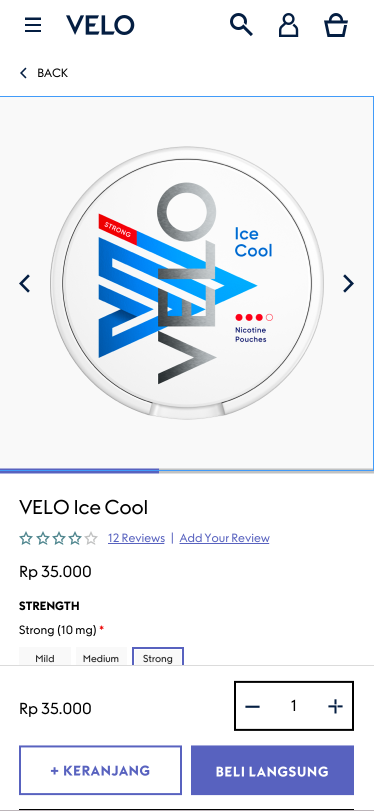 VELO
BACK
STRONG
VELO
Ice
Cool
Nicotine
Pouches
VELO Ice Cool
12 Reviews | Add Your Review
Rp 35.000
STRENGTH
Strong (10 mg) *
Mild Medium Strong
Rp 35.000
− 1 +
+ KERANJANG BELI LANGSUNG